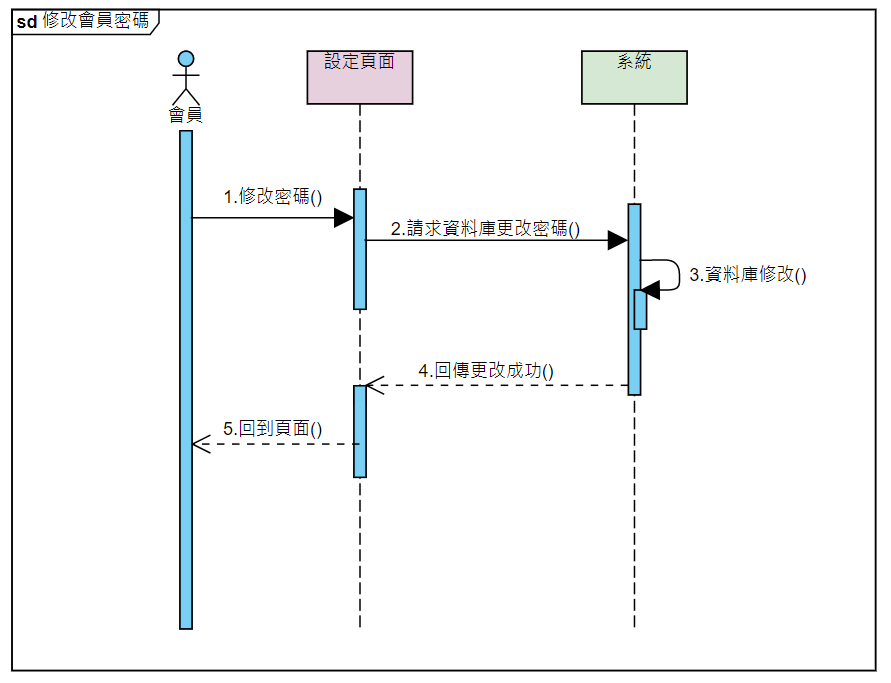 sd 修改會員密碼
會員
設定頁面
系統
1.修改密碼()
2.請求資料庫更改密碼()
3.資料庫修改()
4.回傳更改成功()
5.回到頁面()